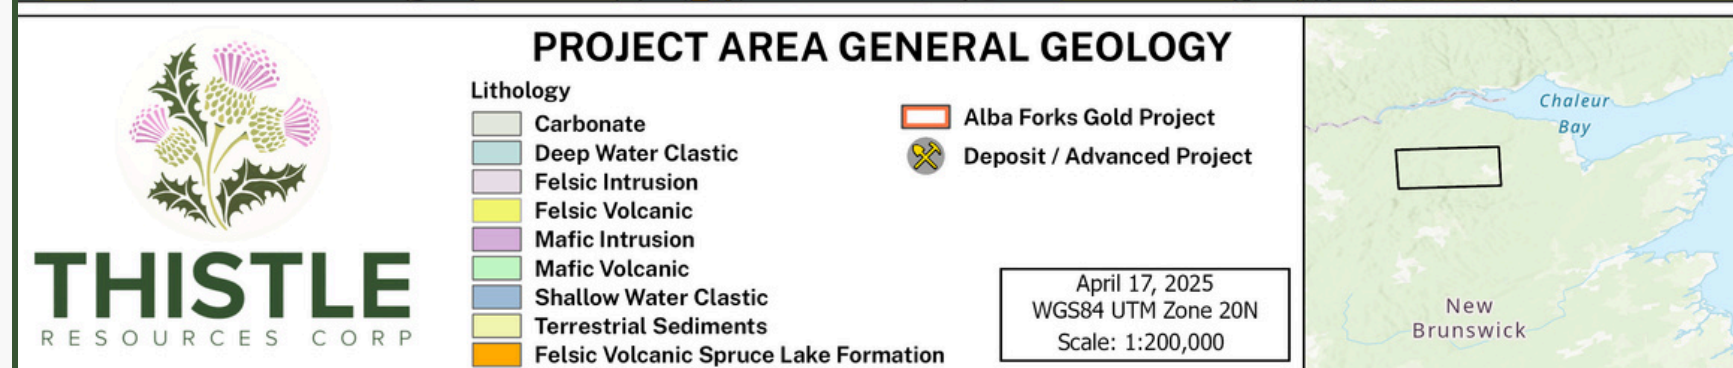 THISTLE
RESOURCES CORP
PROJECT AREA GENERAL GEOLOGY
Lithology
Carbonate
Deep Water Clastic
Felsic Intrusion
Felsic Volcanic
Mafic Intrusion
Mafic Volcanic
Shallow Water Clastic
Terrestrial Sediments
Felsic Volcanic Spruce Lake Formation
Alba Forks Gold Project
Deposit / Advanced Project
April 17, 2025
WGS84 UTM Zone 20N
Scale: 1:200,000
Chaleur
Bay
New
Brunswick